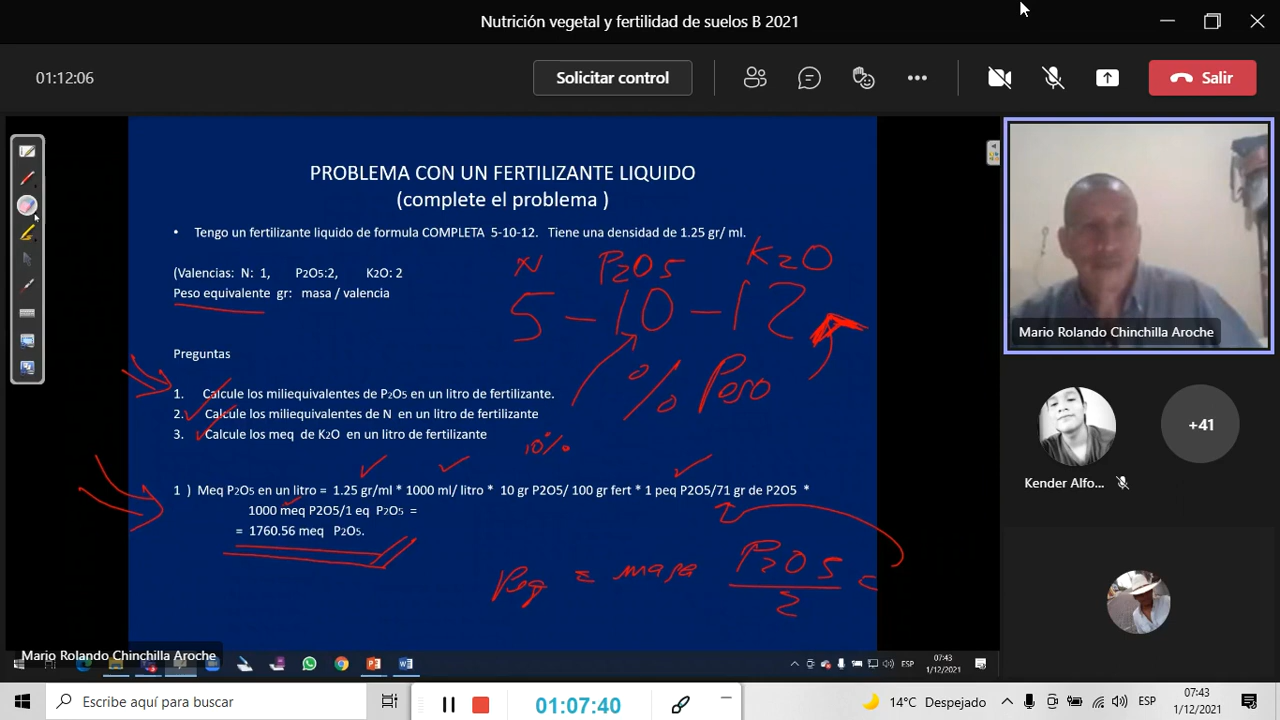 Nutrición vegetal y fertilidad de suelos B 2021
01:12:06
Solicitar control
Salir
PROBLEMA CON UN FERTILIZANTE LIQUIDO
(complete el problema )
• Tengo un fertilizante liquido de formula COMPLETA 5-10-12. Tiene una densidad de 1.25 gr/ ml.
N P2O5 K2O
(Valencias: N: 1, P2O5:2, K2O: 2
Peso equivalente gr: masa / valencia
5-10-12
Preguntas
% Peso
1. Calcule los miliequivalentes de P2O5 en un litro de fertilizante.
2. Calcule los miliequivalentes de N en un litro de fertilizante
3. Calcule los meq de K2O en un litro de fertilizante
10%
1 ) Meq P2O5 en un litro = 1.25 gr/ml * 1000 ml/ litro * 10 gr P2O5/ 100 gr fert * 1 peq P2O5/71 gr de P2O5 *
1000 meq P2O5/1 eq P2O5 =
= 1760.56 meq P2O5.
Peq = masa P2O5 =
2
Mario Rolando Chinchilla Aroche
Mario Rolando Chinchilla Aroche
+41
Kender Alfo...
ESP
07:43
1/12/2021
Escribe aquí para buscar
01:07:40
14°C Despejado
ESP
07:43
1/12/2021